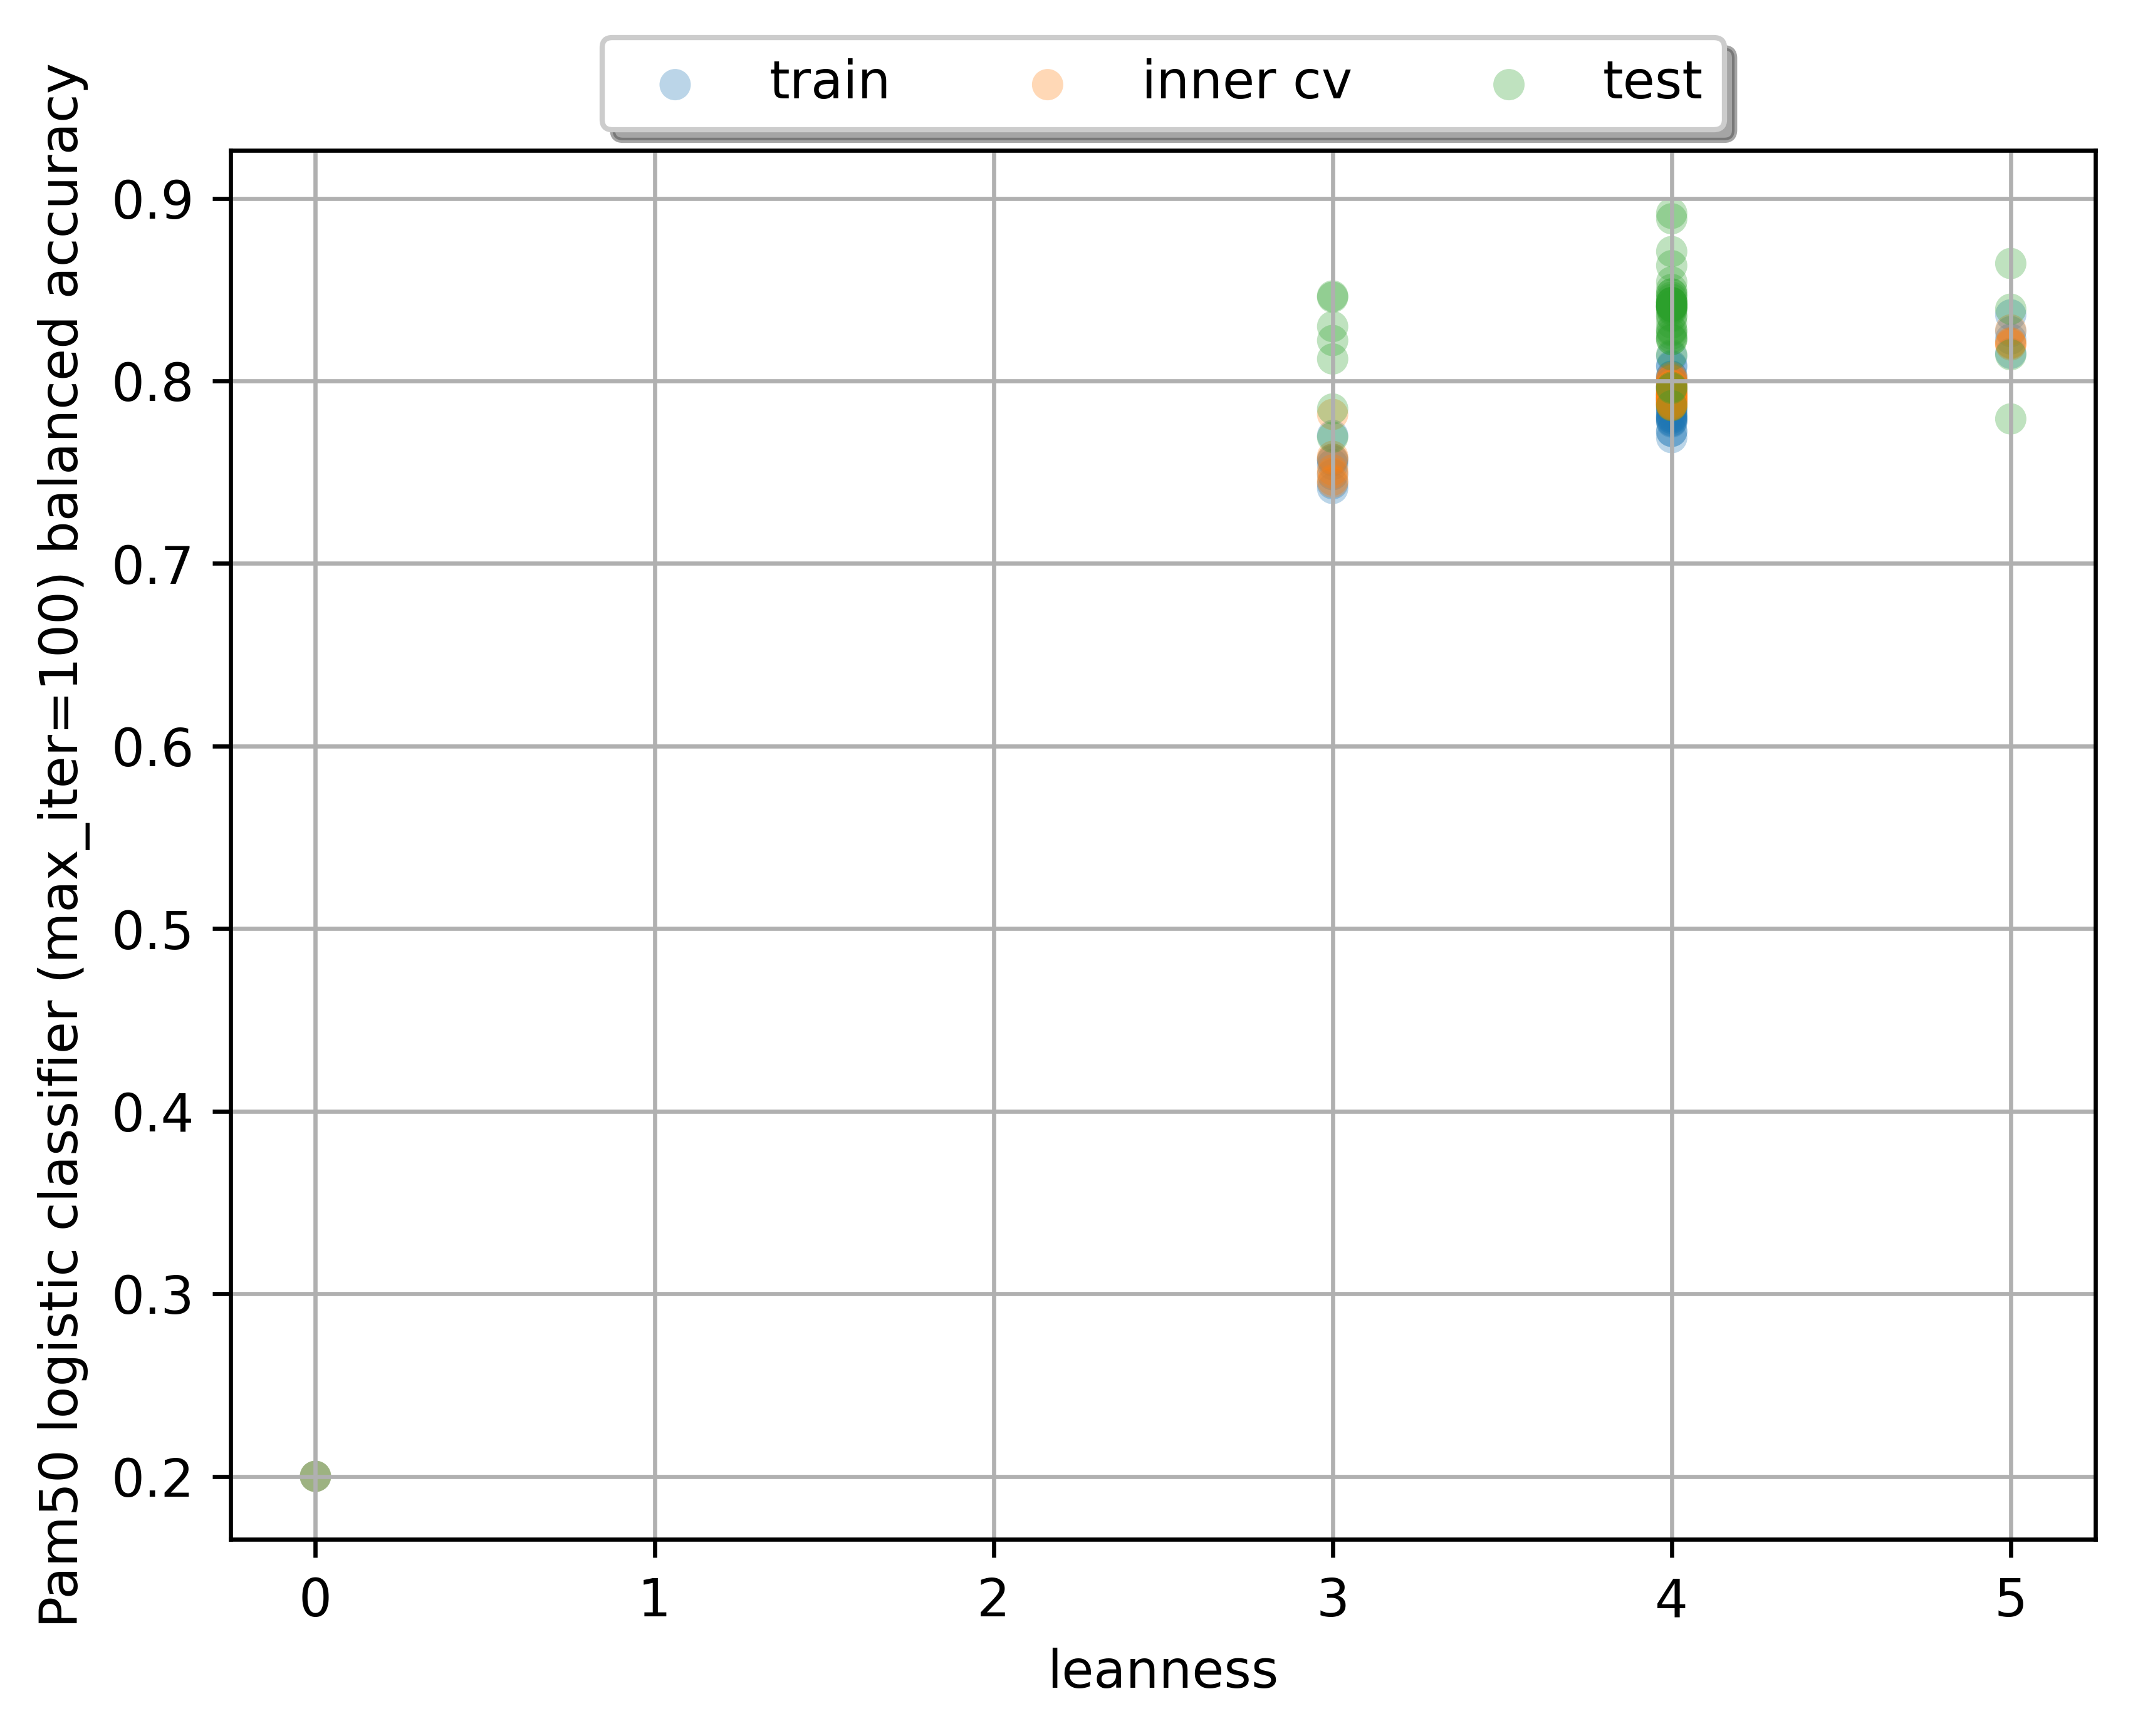 train inner cv test
Pam50 logistic classifier (max_iter=100) balanced accuracy
0.9
0.8
0.7
0.6
0.5
0.4
0.3
0.2
0 1 2 3 4 5
leanness